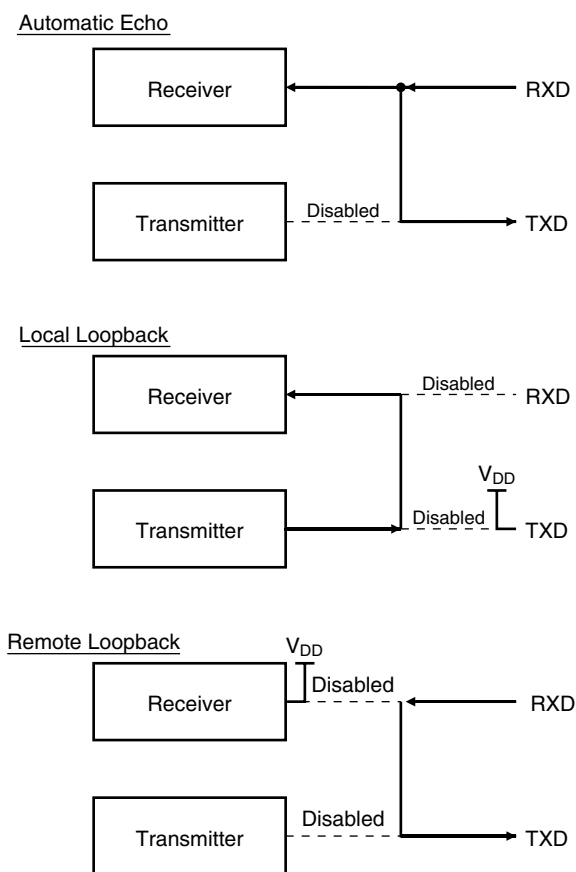 Automatic Echo
Receiver
RXD
Transmitter
Disabled
TXD
Local Loopback
Receiver
Disabled
RXD
VDD
Transmitter
Disabled
TXD
Remote Loopback
VDD
Receiver
Disabled
RXD
Transmitter
Disabled
TXD